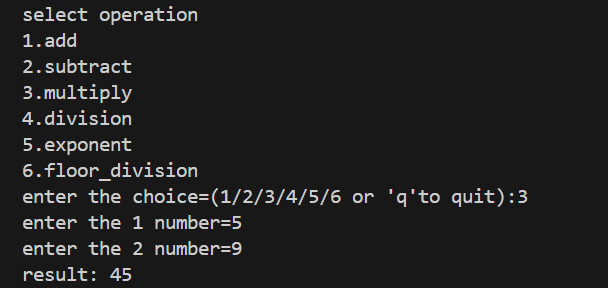 select operation
1.add
2.subtract
3.multiply
4.division
5.exponent
6.floor_division
enter the choice=(1/2/3/4/5/6 or 'q'to quit):3
enter the 1 number=5
enter the 2 number=9
result: 45